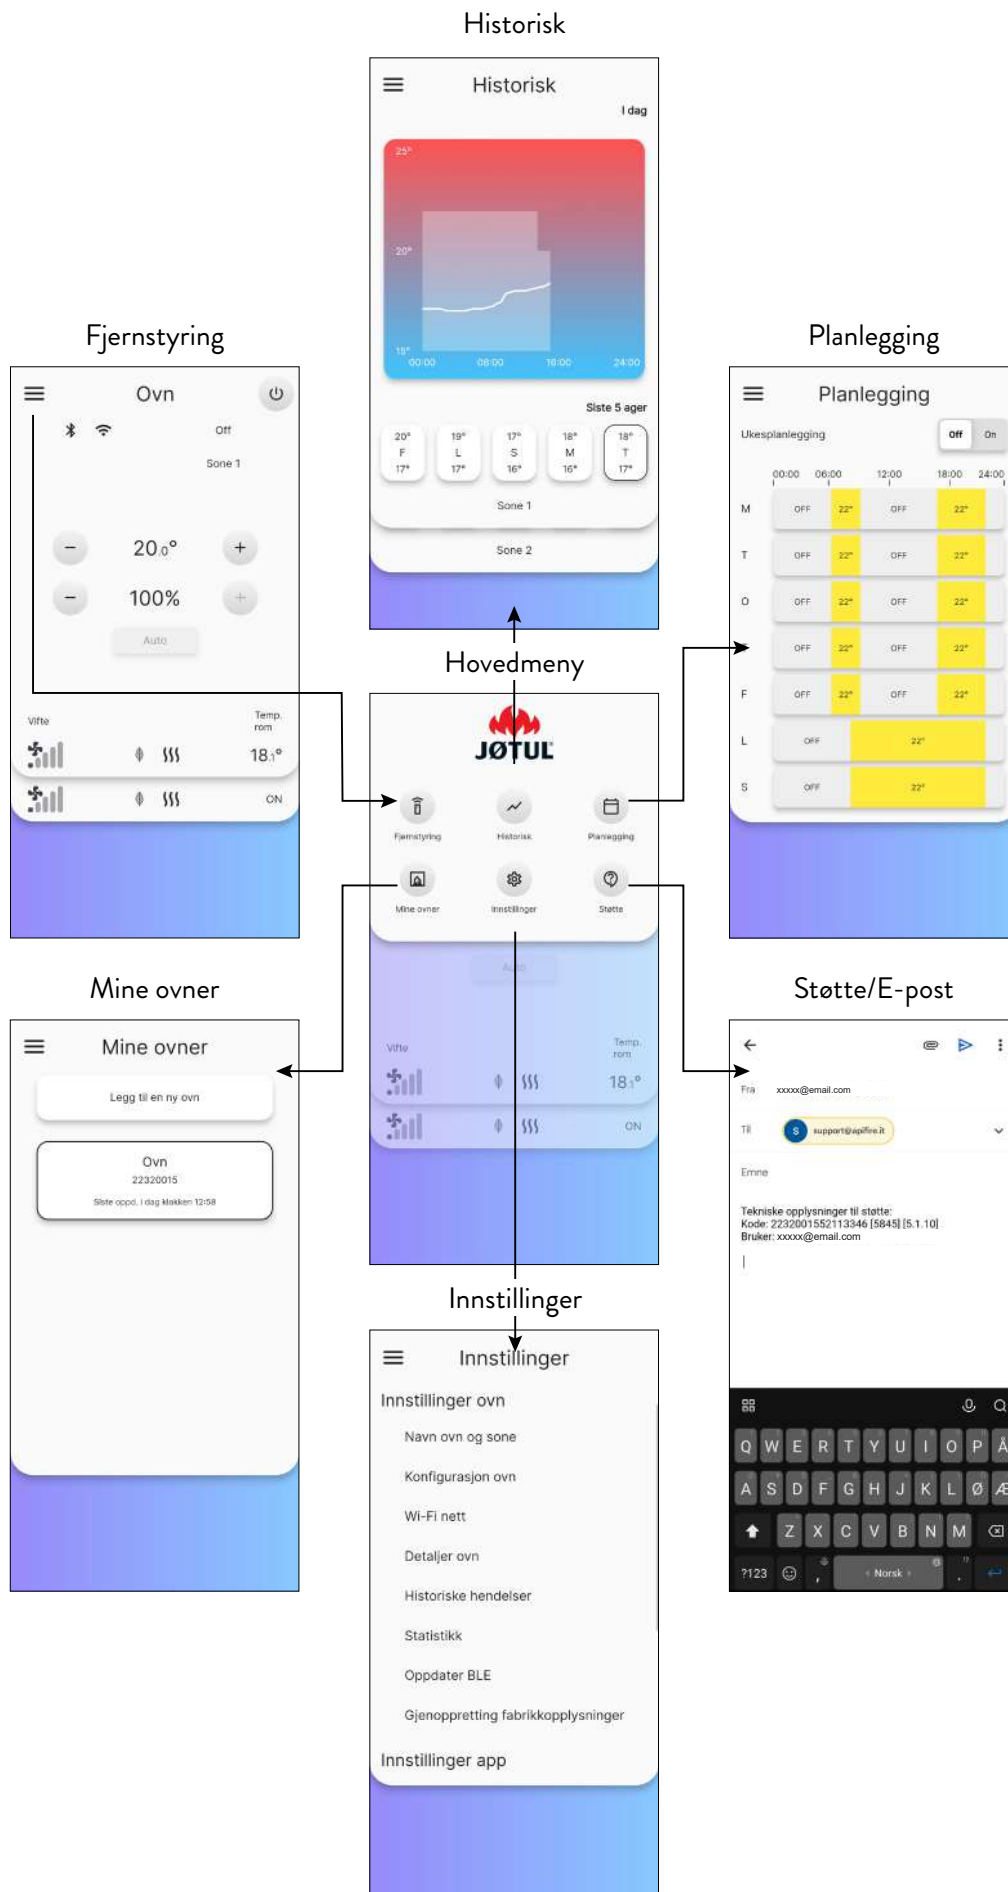 Historisk
Historisk
I dag
25°
20°
15°
00:00 08:00 16:00 24:00
Siste 5 ager
20° 19° 17° 18° 18°
F L S M T
17° 17° 16° 16° 17°
Sone 1
Sone 2
Fjernstyring
Ovn
Off
Sone 1
− 20.0° +
− 100% +
Auto
Vifte Temp. rom
18.1°
ON
Planlegging
Planlegging
Ukesplanlegging Off On
00:00 06:00 12:00 18:00 24:00
M OFF 22° OFF 22°
T OFF 22° OFF 22°
O OFF 22° OFF 22°
OFF 22° OFF 22°
F OFF 22° OFF 22°
L OFF 22°
S OFF 22°
Hovedmeny
JØTUL
Fjernstyring Historisk Planlegging
Mine ovner Innstillinger Støtte
Auto
Vifte Temp. rom
18.1°
ON
Mine ovner
Mine ovner
Legg til en ny ovn
Ovn
22320015
Siste oppd. I dag klokken 12:58
Støtte/E-post
Fra xxxxx@email.com
Til S support@apifire.it
Emne
Tekniske opplysninger til støtte:
Kode: 2232001552113346 [5845] [5.1.10]
Bruker: xxxxx@email.com
Q W E R T Y U I O P Å
A S D F G H J K L Ø Æ
Z X C V B N M
?123 , Norsk .
Innstillinger
Innstillinger
Innstillinger ovn
Navn ovn og sone
Konfigurasjon ovn
Wi-Fi nett
Detaljer ovn
Historiske hendelser
Statistikk
Oppdater BLE
Gjenoppretting fabrikkopplysninger
Innstillinger app